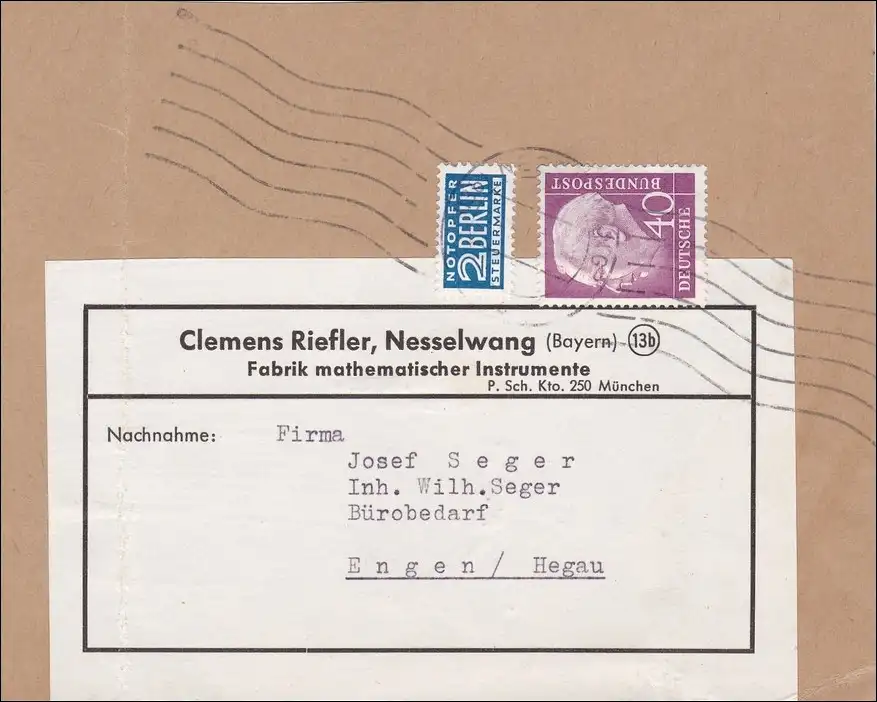 NOTOPFER
2 BERLIN
STEUERMARKE
DEUTSCHE
BUNDESPOST
40
Clemens Riefler, Nesselwang (Bayern) 13b
Fabrik mathematischer Instrumente
P. Sch. Kto. 250 München
Nachnahme: Firma
Josef Seger
Inh. Wilh.Seger
Bürobedarf
Engen/ Hegau